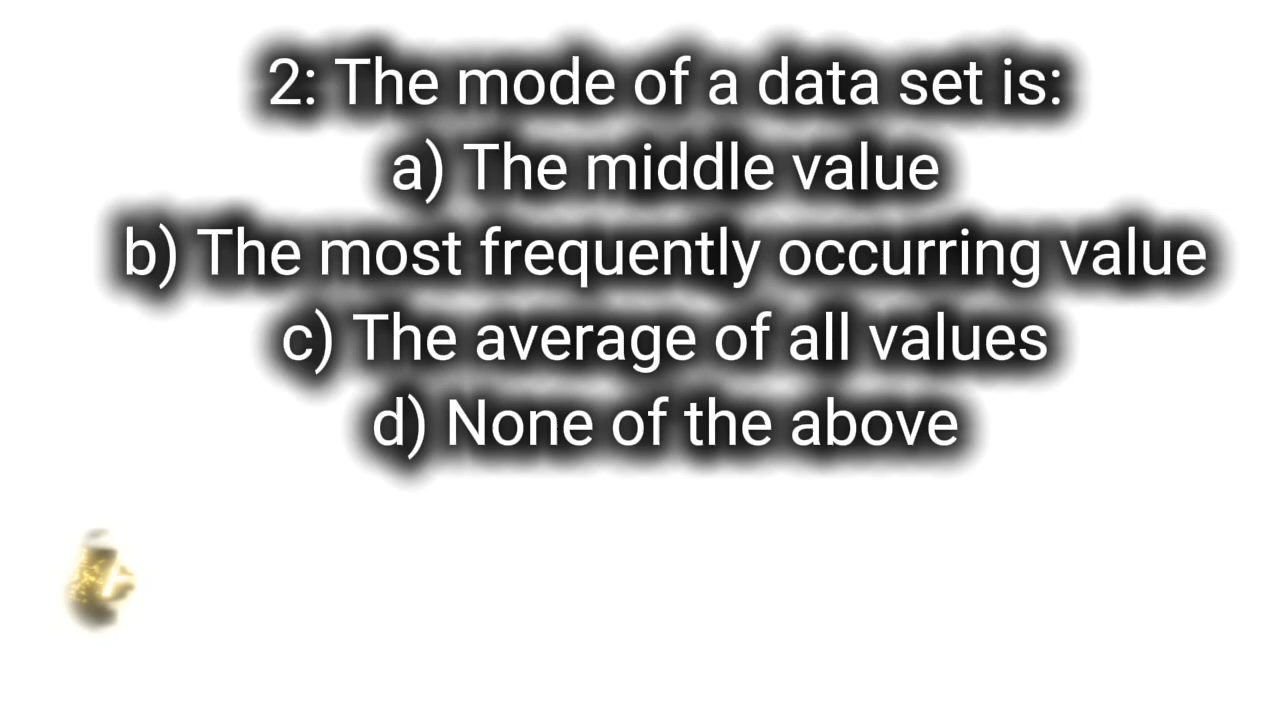 2: The mode of a data set is:
a) The middle value
b) The most frequently occurring value
c) The average of all values
d) None of the above